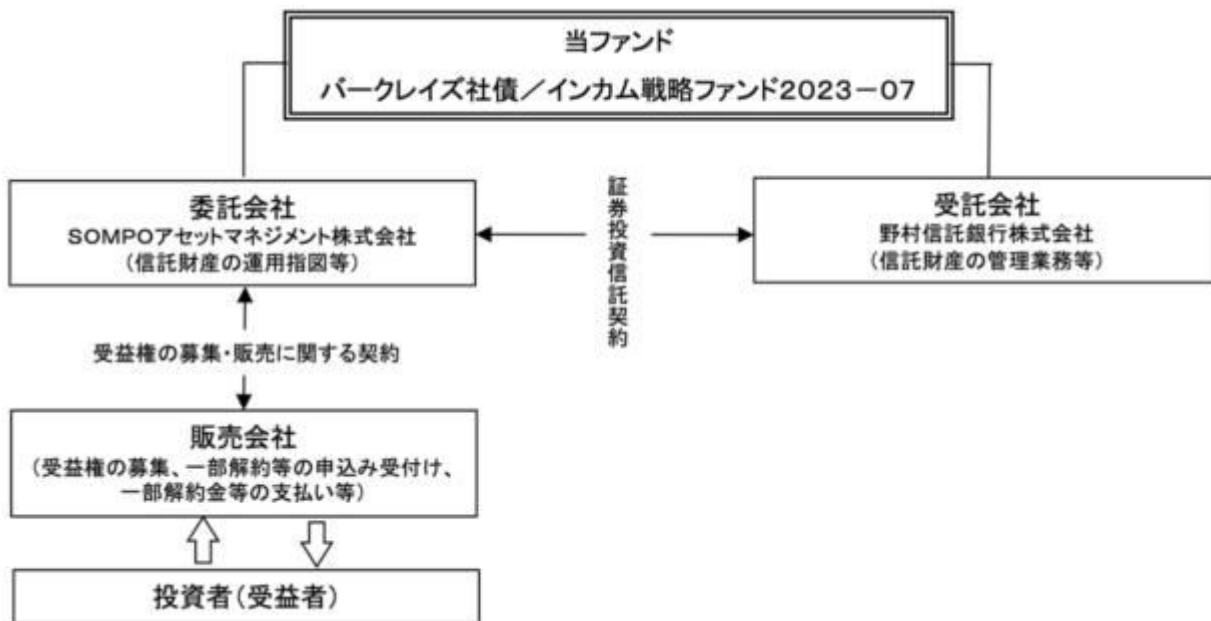 当ファンド
バークレイズ社債／インカム戦略ファンド2023－07
委託会社
SOMPOアセットマネジメント株式会社
（信託財産の運用指図等）
証券投資信託契約
受託会社
野村信託銀行株式会社
（信託財産の管理業務等）
受益権の募集・販売に関する契約
販売会社
（受益権の募集、一部解約等の申込み受付け、
一部解約金等の支払い等）
投資者（受益者）